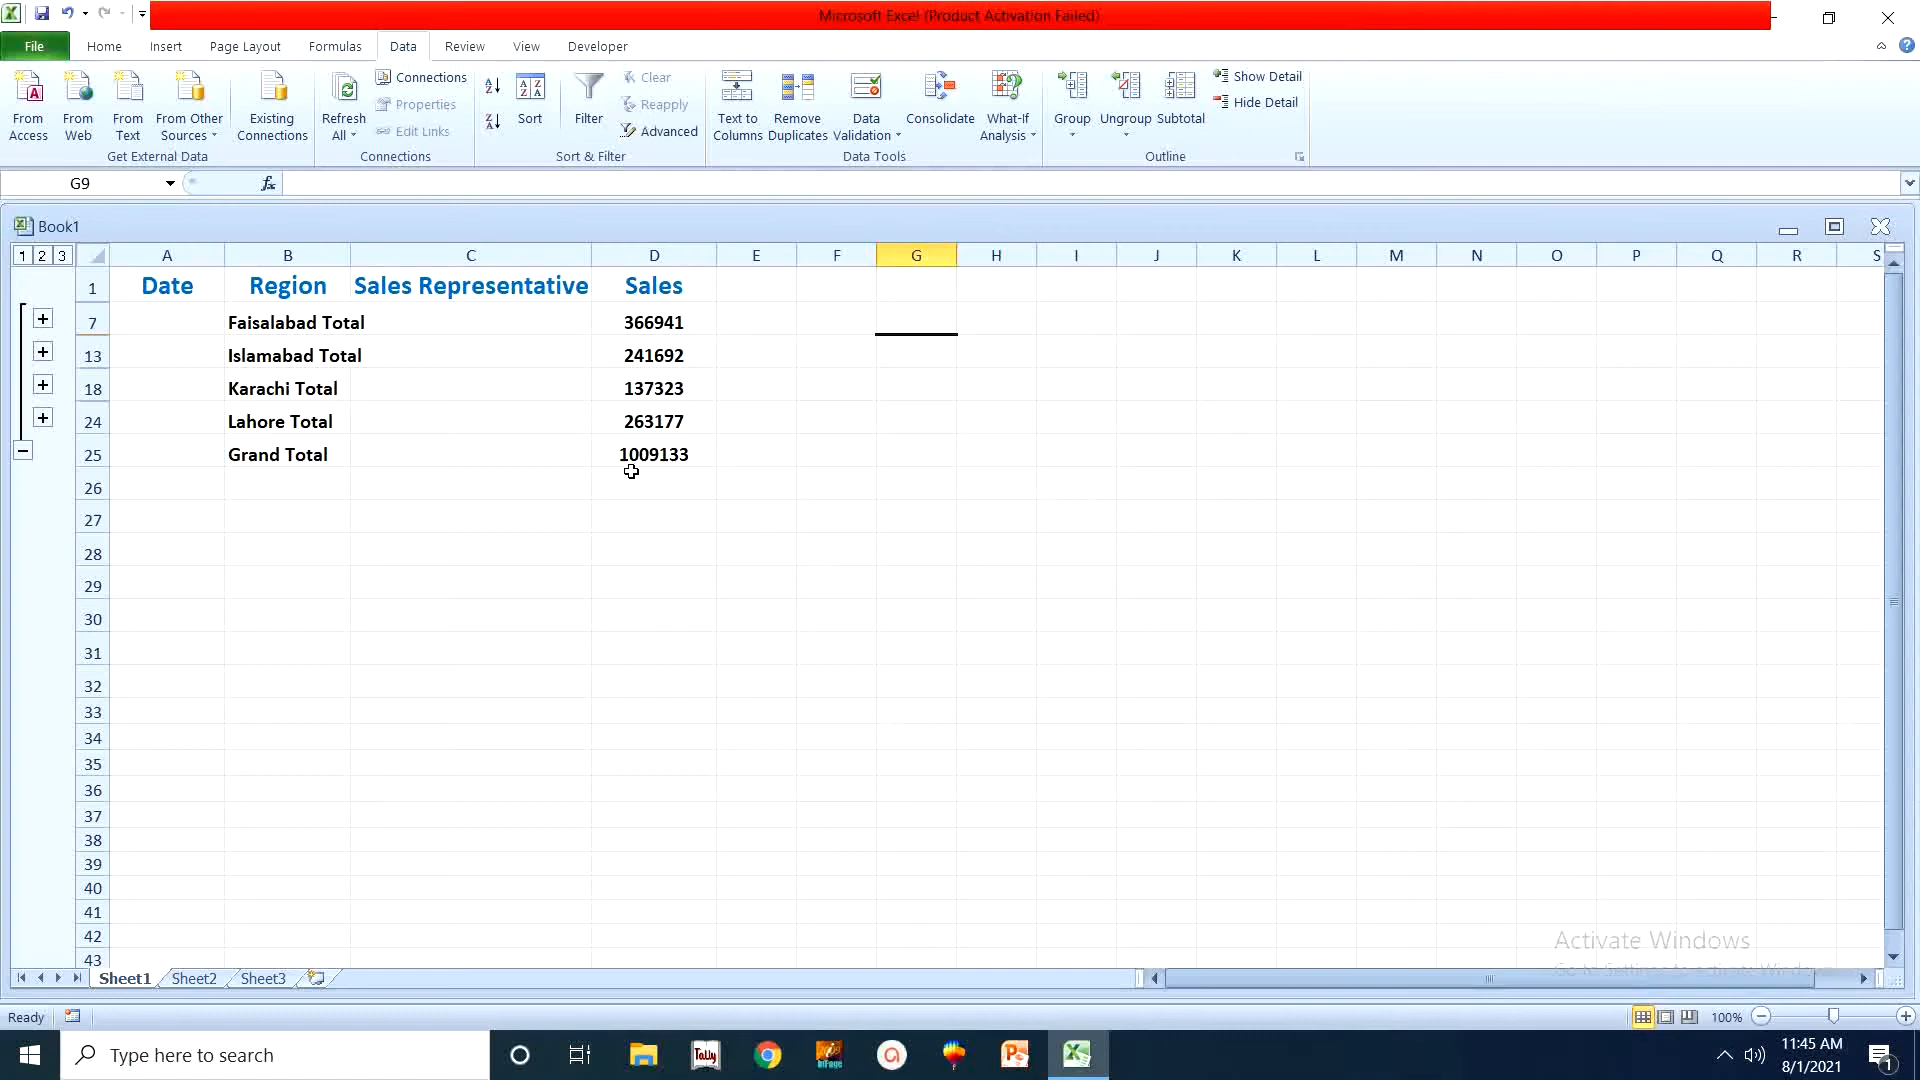 Microsoft Excel (Product Activation Failed)
File Home Insert Page Layout Formulas Data Review View Developer
From Access
From Web
From Text
From Other Sources
Existing Connections
Get External Data
Refresh All
Connections
Properties
Edit Links
Connections
Sort
Filter
Clear
Reapply
Advanced
Sort & Filter
Text to Columns
Remove Duplicates
Data Validation
Consolidate
What-If Analysis
Data Tools
Group
Ungroup
Subtotal
Show Detail
Hide Detail
Outline
G9 fx
Book1
1 2 3 A B C D E F G H I J K L M N O P Q R S
1 Date Region Sales Representative Sales
7 Faisalabad Total 366941
13 Islamabad Total 241692
18 Karachi Total 137323
24 Lahore Total 263177
25 Grand Total 1009133
26
27
28
29
30
31
32
33
34
35
36
37
38
39
40
41
42
43
Activate Windows
Sheet1 Sheet2 Sheet3
Ready 100%
Type here to search
Tally
InPage
11:45 AM
8/1/2021
1